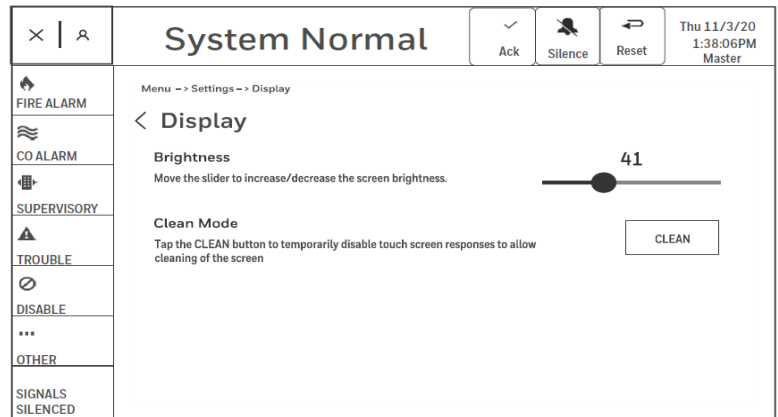 System Normal
Ack
Silence
Reset
Thu 11/3/20
1:38:06PM
Master
FIRE ALARM
CO ALARM
SUPERVISORY
TROUBLE
DISABLE
OTHER
SIGNALS
SILENCED
Menu -> Settings -> Display
Display
Brightness
Move the slider to increase/decrease the screen brightness.
41
Clean Mode
Tap the CLEAN button to temporarily disable touch screen responses to allow
cleaning of the screen
CLEAN